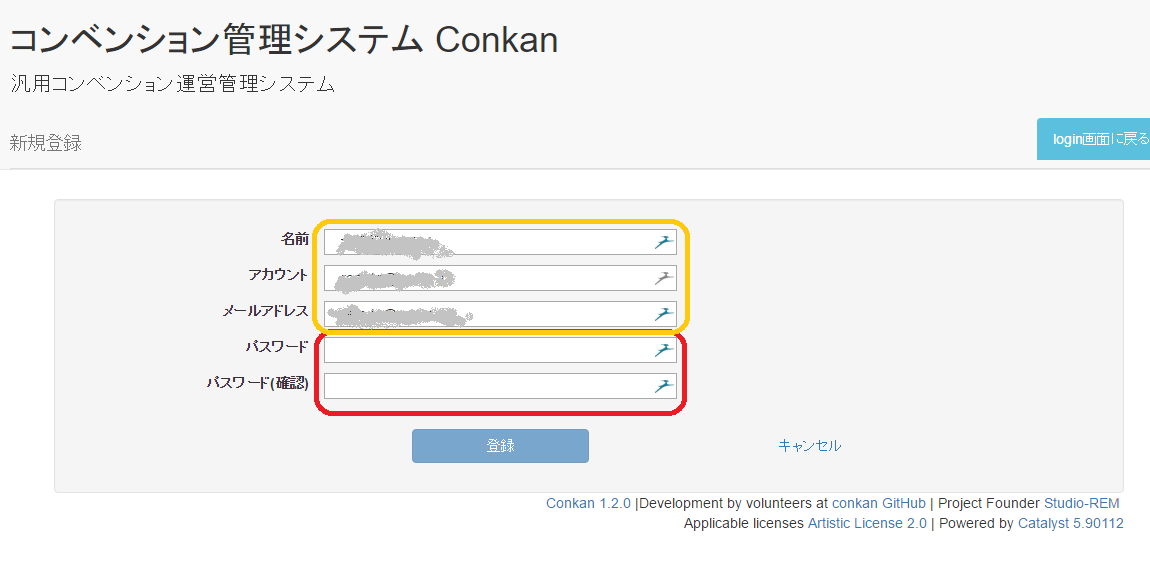 コンベンション管理システム Conkan
汎用コンベンション運営管理システム
新規登録
login画面に戻る
名前
アカウント
メールアドレス
パスワード
パスワード(確認)
登録 キャンセル
Conkan 1.2.0 |Development by volunteers at conkan GitHub | Project Founder Studio-REM
Applicable licenses Artistic License 2.0 | Powered by Catalyst 5.90112